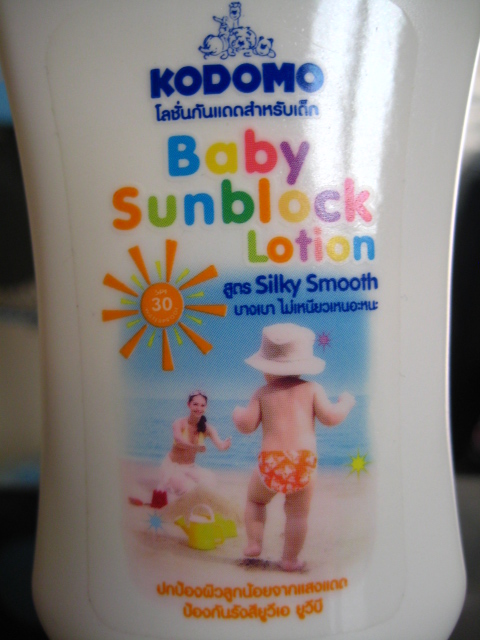 KODOMO
โลชั่นกันแดดสำหรับเด็ก
Baby
Sunblock
Lotion
SPF
30
สูตร Silky Smooth
บางเบา ไม่เหนียวเหนอะหนะ
ปกป้องผิวลูกน้อยจากแสงแดด
ป้องกันรังสียูวีเอ ยูวีบี